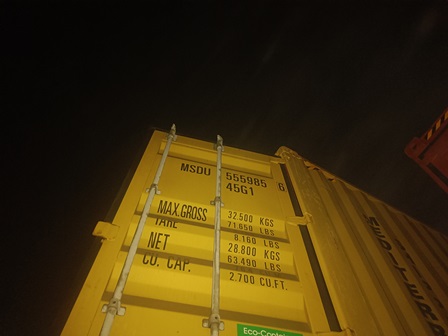 MSDU 555985 6
45G1
MAX.GROSS 32.500 KGS
71.650 LBS
TARE
8.160 LBS
NET 28.800 KGS
63.490 LBS
CU. CAP.
2.700 CU.FT.